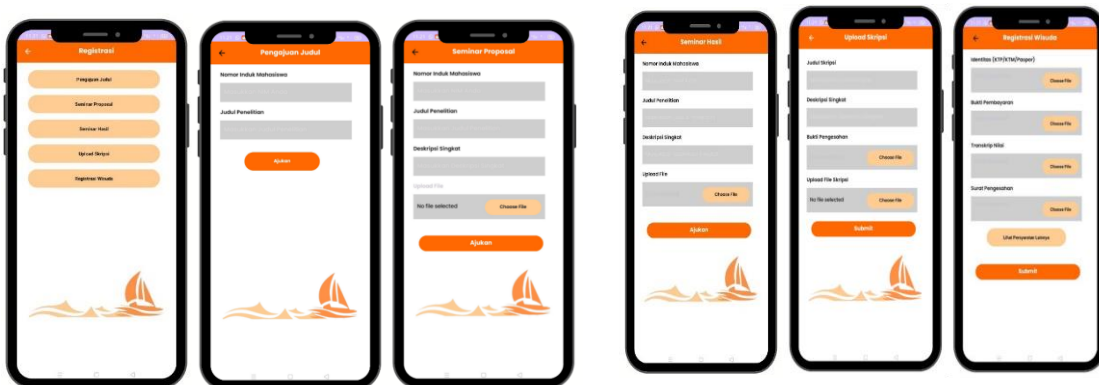 Registrasi
Pengajuan Judul
Seminar Proposal
Seminar Hasil
Upload Skripsi
Registrasi Wisuda
Pengajuan Judul
Nomor Induk Mahasiswa
Judul Penelitian
Ajukan
Seminar Proposal
Nomor Induk Mahasiswa
Judul Penelitian
Deskripsi Singkat
Upload File
No file selected
Choose File
Ajukan
Seminar Hasil
Nomor Induk Mahasiswa
Judul Penelitian
Deskripsi Singkat
Upload File
Choose File
Ajukan
Upload Skripsi
Judul Skripsi
Deskripsi Singkat
Bukti Pengesahan
Choose File
Upload File Skripsi
No file selected
Choose File
Submit
Registrasi Wisuda
Identitas (KTP/KTM/Paspor)
Choose File
Bukti Pembayaran
Choose File
Transkrip Nilai
Choose File
Surat Pengesahan
Choose File
Lihat Persyaratan Lainnya
Submit